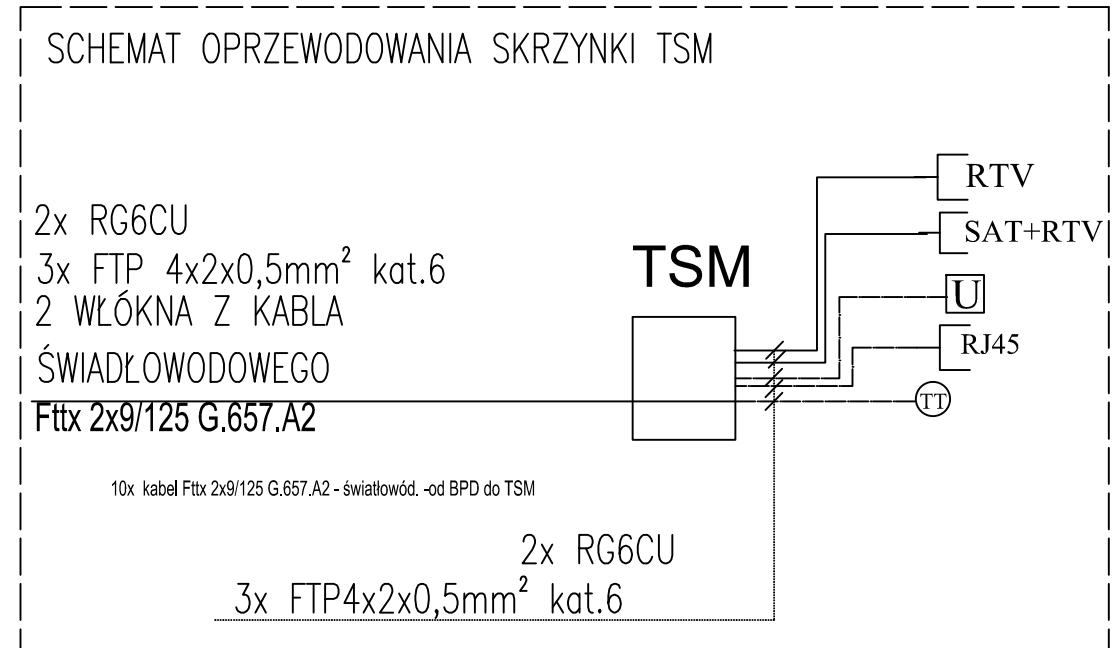 SCHEMAT OPRZEWODOWANIA SKRZYNKI TSM
2x RG6CU
3x FTP 4x2x0,5mm² kat.6
2 WŁÓKNA Z KABLA
ŚWIADŁOWODOWEGO
Fttx 2x9/125 G.657.A2
TSM
RTV
SAT+RTV
U
RJ45
TT
10x kabel Fttx 2x9/125 G.657.A2 - światłowód. -od BPD do TSM
2x RG6CU
3x FTP4x2x0,5mm² kat.6